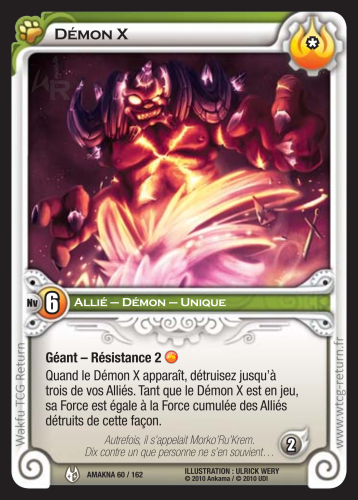 DÉMON X
Nv 6 ALLIÉ – DÉMON – UNIQUE
Géant – Résistance 2
Quand le Démon X apparaît, détruisez jusqu'à
trois de vos Alliés. Tant que le Démon X est en jeu,
sa Force est égale à la Force cumulée des Alliés
détruits de cette façon.
Autrefois, il s'appelait Morko'Ru'Krem.
Dix contre un que personne ne s'en souvient…
2
AMAKNA 60 / 162
ILLUSTRATION : ULRICK WERY
© 2010 Ankama / © 2010 UDI
Wakfu TCG Return
www.wtcg-return.fr